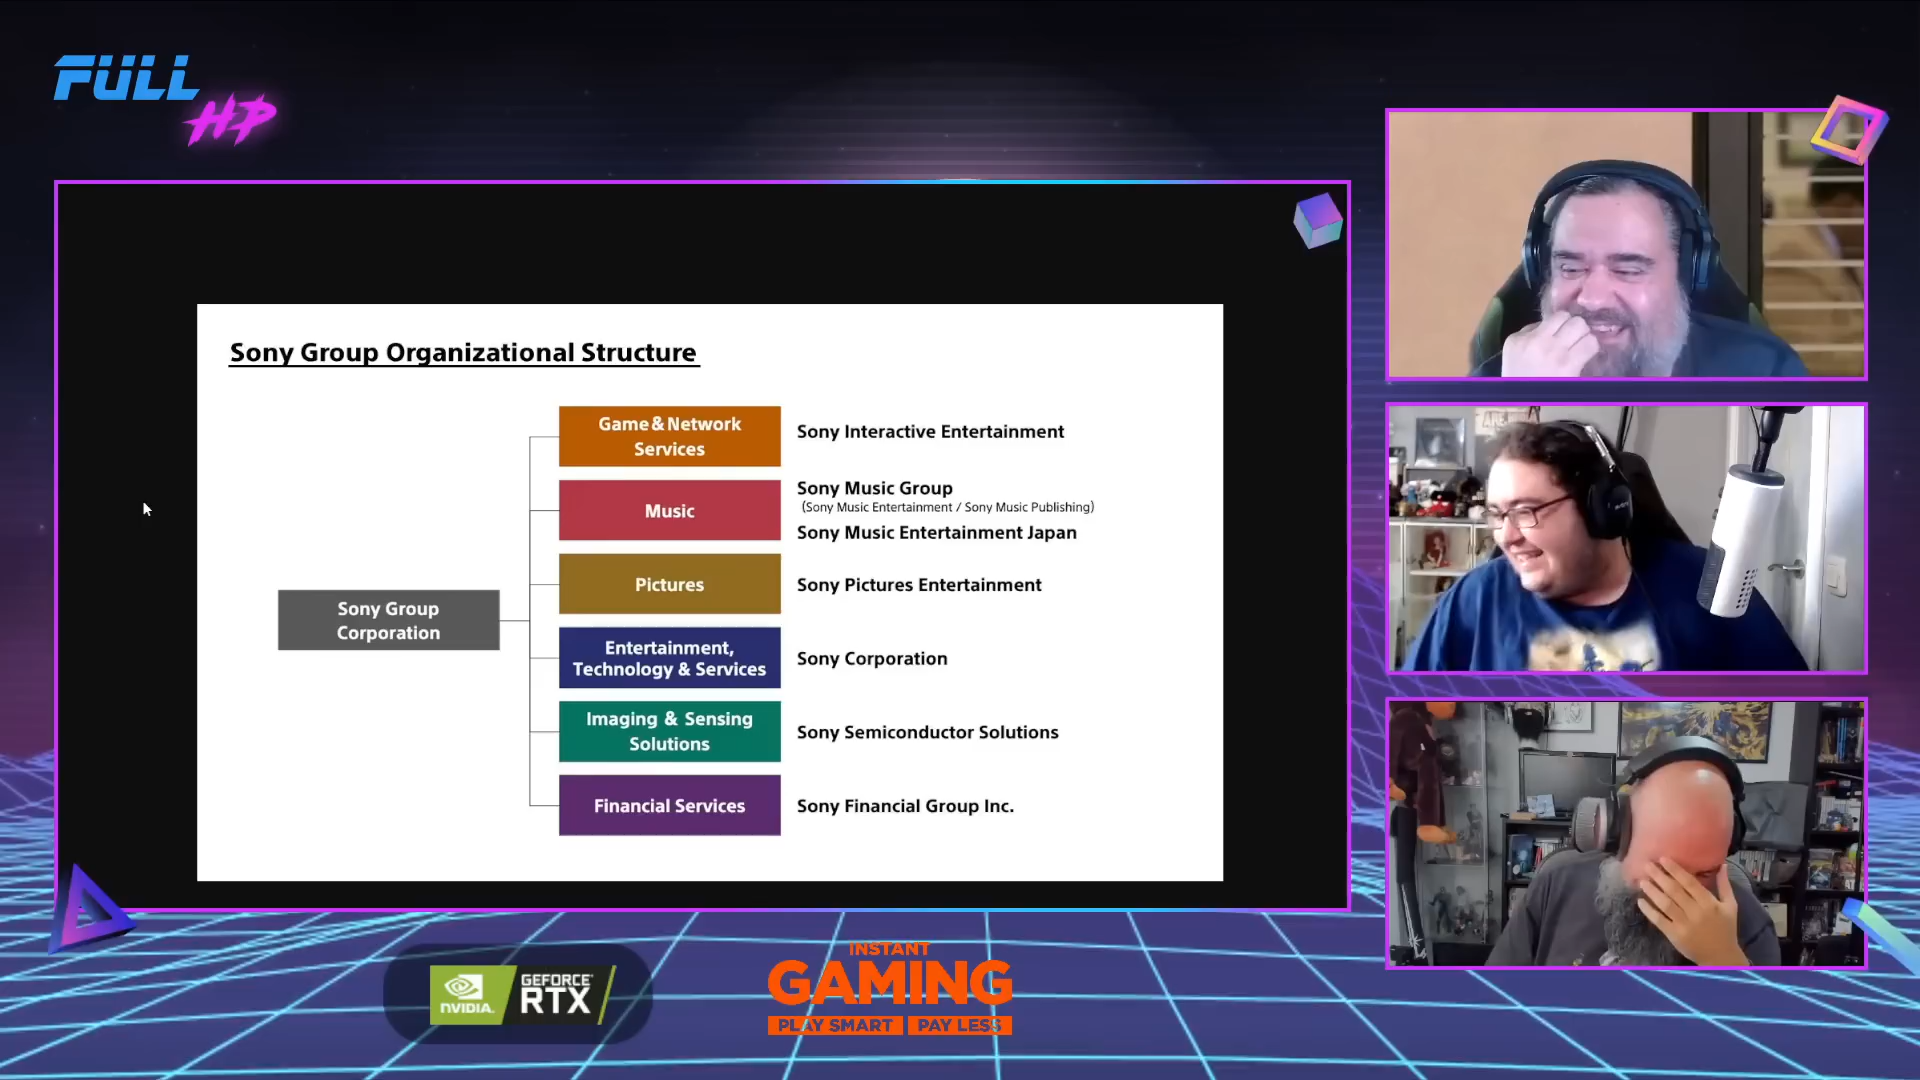 FULL
HP
Sony Group Organizational Structure
Game & Network
Services
Sony Interactive Entertainment
Music
Sony Music Group
(Sony Music Entertainment / Sony Music Publishing)
Sony Music Entertainment Japan
Pictures
Sony Pictures Entertainment
Sony Group
Corporation
Entertainment,
Technology & Services
Sony Corporation
Imaging & Sensing
Solutions
Sony Semiconductor Solutions
Financial Services
Sony Financial Group Inc.
NVIDIA.
GEFORCE
RTX
INSTANT
GAMING
PLAY SMART PAY LESS